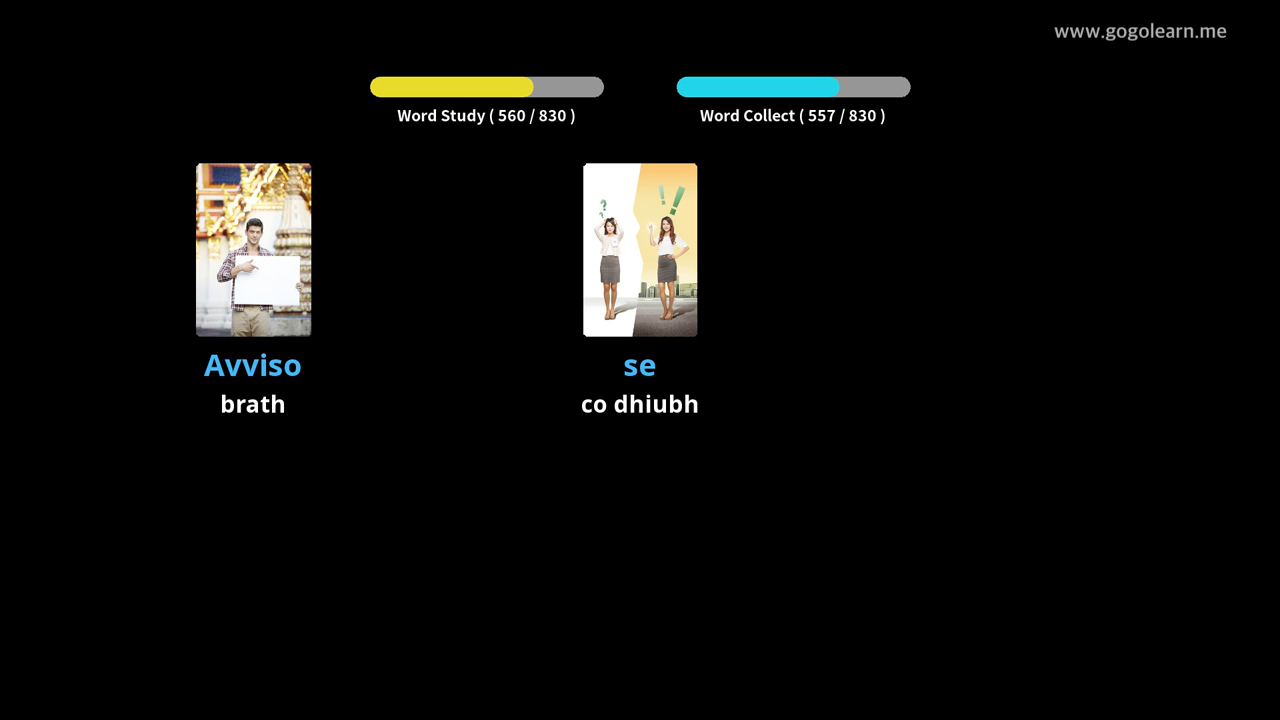 www.gogolearn.me
Word Study ( 560 / 830 )
Word Collect ( 557 / 830 )
Avviso
brath
se
co dhiubh